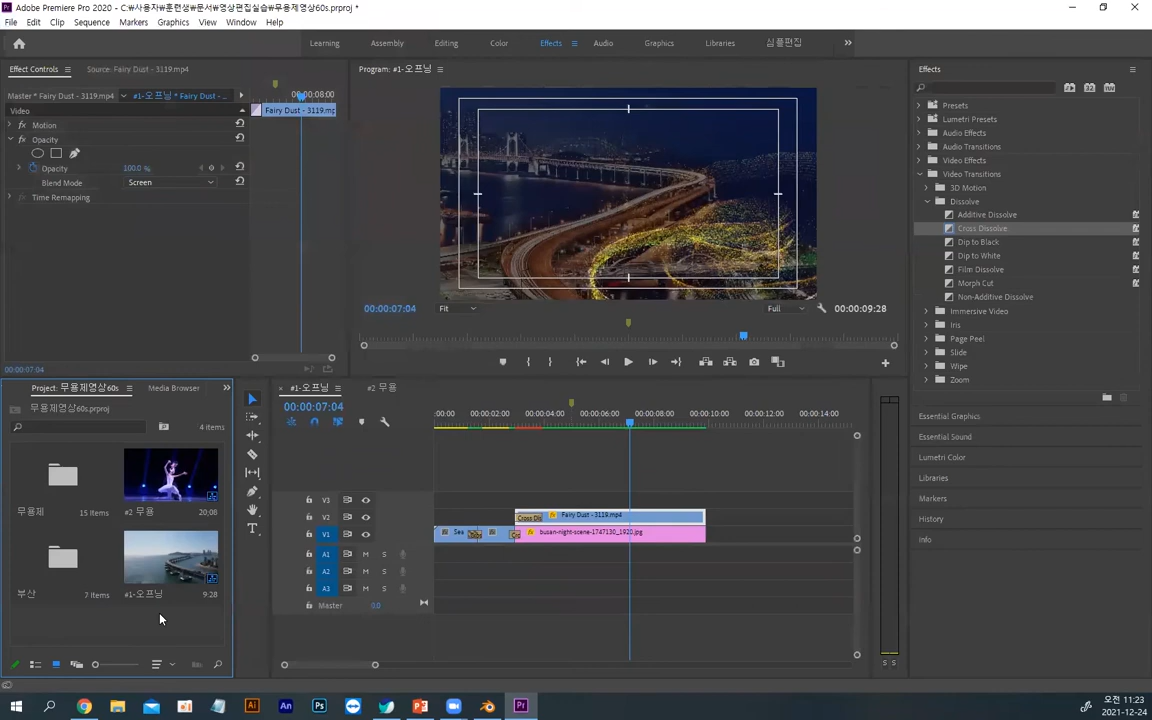 Adobe Premiere Pro 2020 - C:₩사용자₩훈련생₩문서₩영상편집실습₩무용제영상60s.prproj *
File Edit Clip Sequence Markers Graphics View Window Help
Learning Assembly Editing Color Effects Audio Graphics Libraries 심플편집
Effect Controls Source: Fairy Dust - 3119.mp4
Master * Fairy Dust - 3119.mp4 #1-오프닝 * Fairy Dust - ...
00:00:08:00
Video
Fairy Dust - 3119.mp
fx Motion
fx Opacity
Opacity 100.0 %
Blend Mode Screen
Time Remapping
00:00:07:04
Program: #1-오프닝
00:00:07:04 Fit Full 00:00:09:28
Effects
Presets
Lumetri Presets
Audio Effects
Audio Transitions
Video Effects
Video Transitions
3D Motion
Dissolve
Additive Dissolve
Cross Dissolve
Dip to Black
Dip to White
Film Dissolve
Morph Cut
Non-Additive Dissolve
Immersive Video
Iris
Page Peel
Slide
Wipe
Zoom
Essential Graphics
Essential Sound
Lumetri Color
Libraries
Markers
History
Info
Project: 무용제영상60s Media Browser
무용제영상60s.prproj
4 items
무용제 15 Items
#2 무용 20;08
부산 7 Items
#1-오프닝 9:28
#1-오프닝 #2 무용
00:00:07:04
:00:00 00:00:02:00 00:00:04:00 00:00:06:00 00:00:08:00 00:00:10:00 00:00:12:00 00:00:14:00
V3
V2 Cross Dis fx Fairy Dust - 3119.mp4
V1 Sea fx busan-night-scene-1747130_1920.jpg
A1 M S
A2 M S
A3 M S
Master 0.0
S S
오전 11:23
2021-12-24